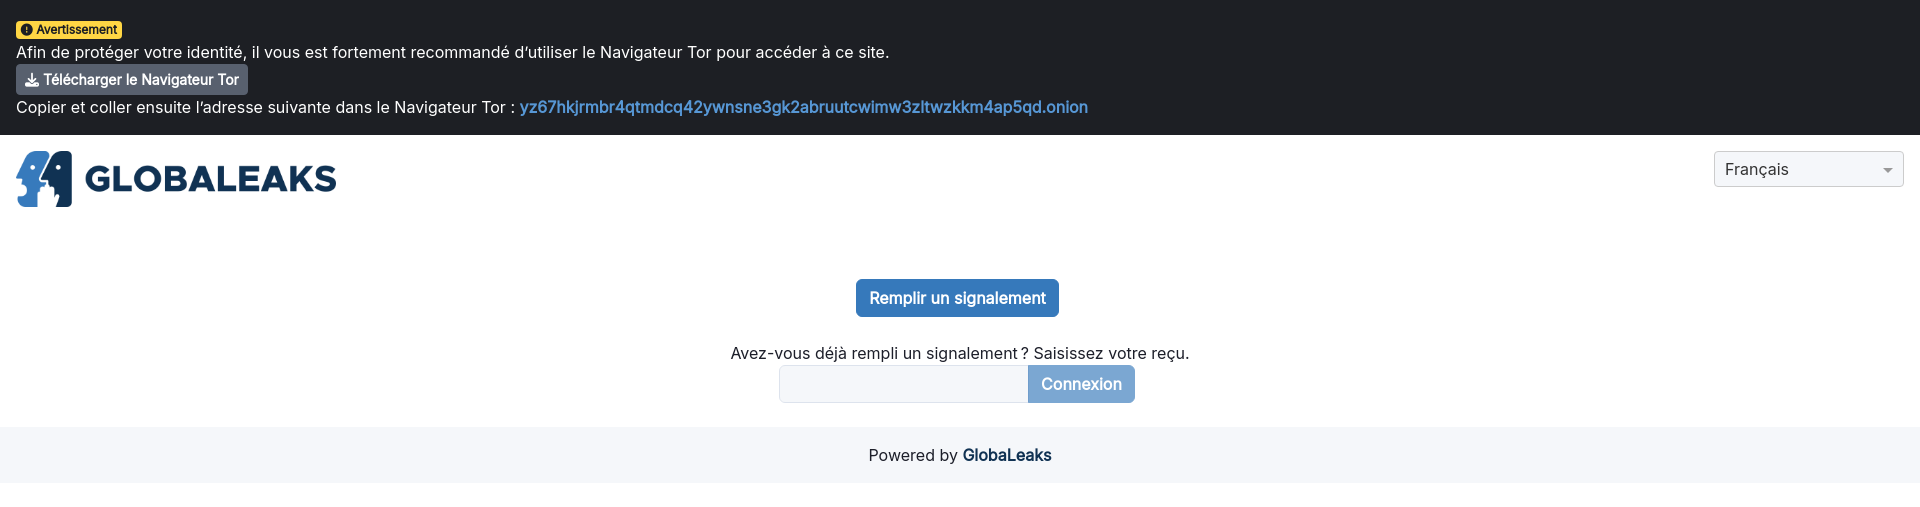 Avertissement
Afin de protéger votre identité, il vous est fortement recommandé d’utiliser le Navigateur Tor pour accéder à ce site.
Télécharger le Navigateur Tor
Copier et coller ensuite l’adresse suivante dans le Navigateur Tor : yz67hkjrmbr4qtmdcq42ywnsne3gk2abruutcwimw3zltwzkkm4ap5qd.onion
GLOBALEAKS
Français
Remplir un signalement
Avez-vous déjà rempli un signalement ? Saisissez votre reçu.
Connexion
Powered by GlobaLeaks